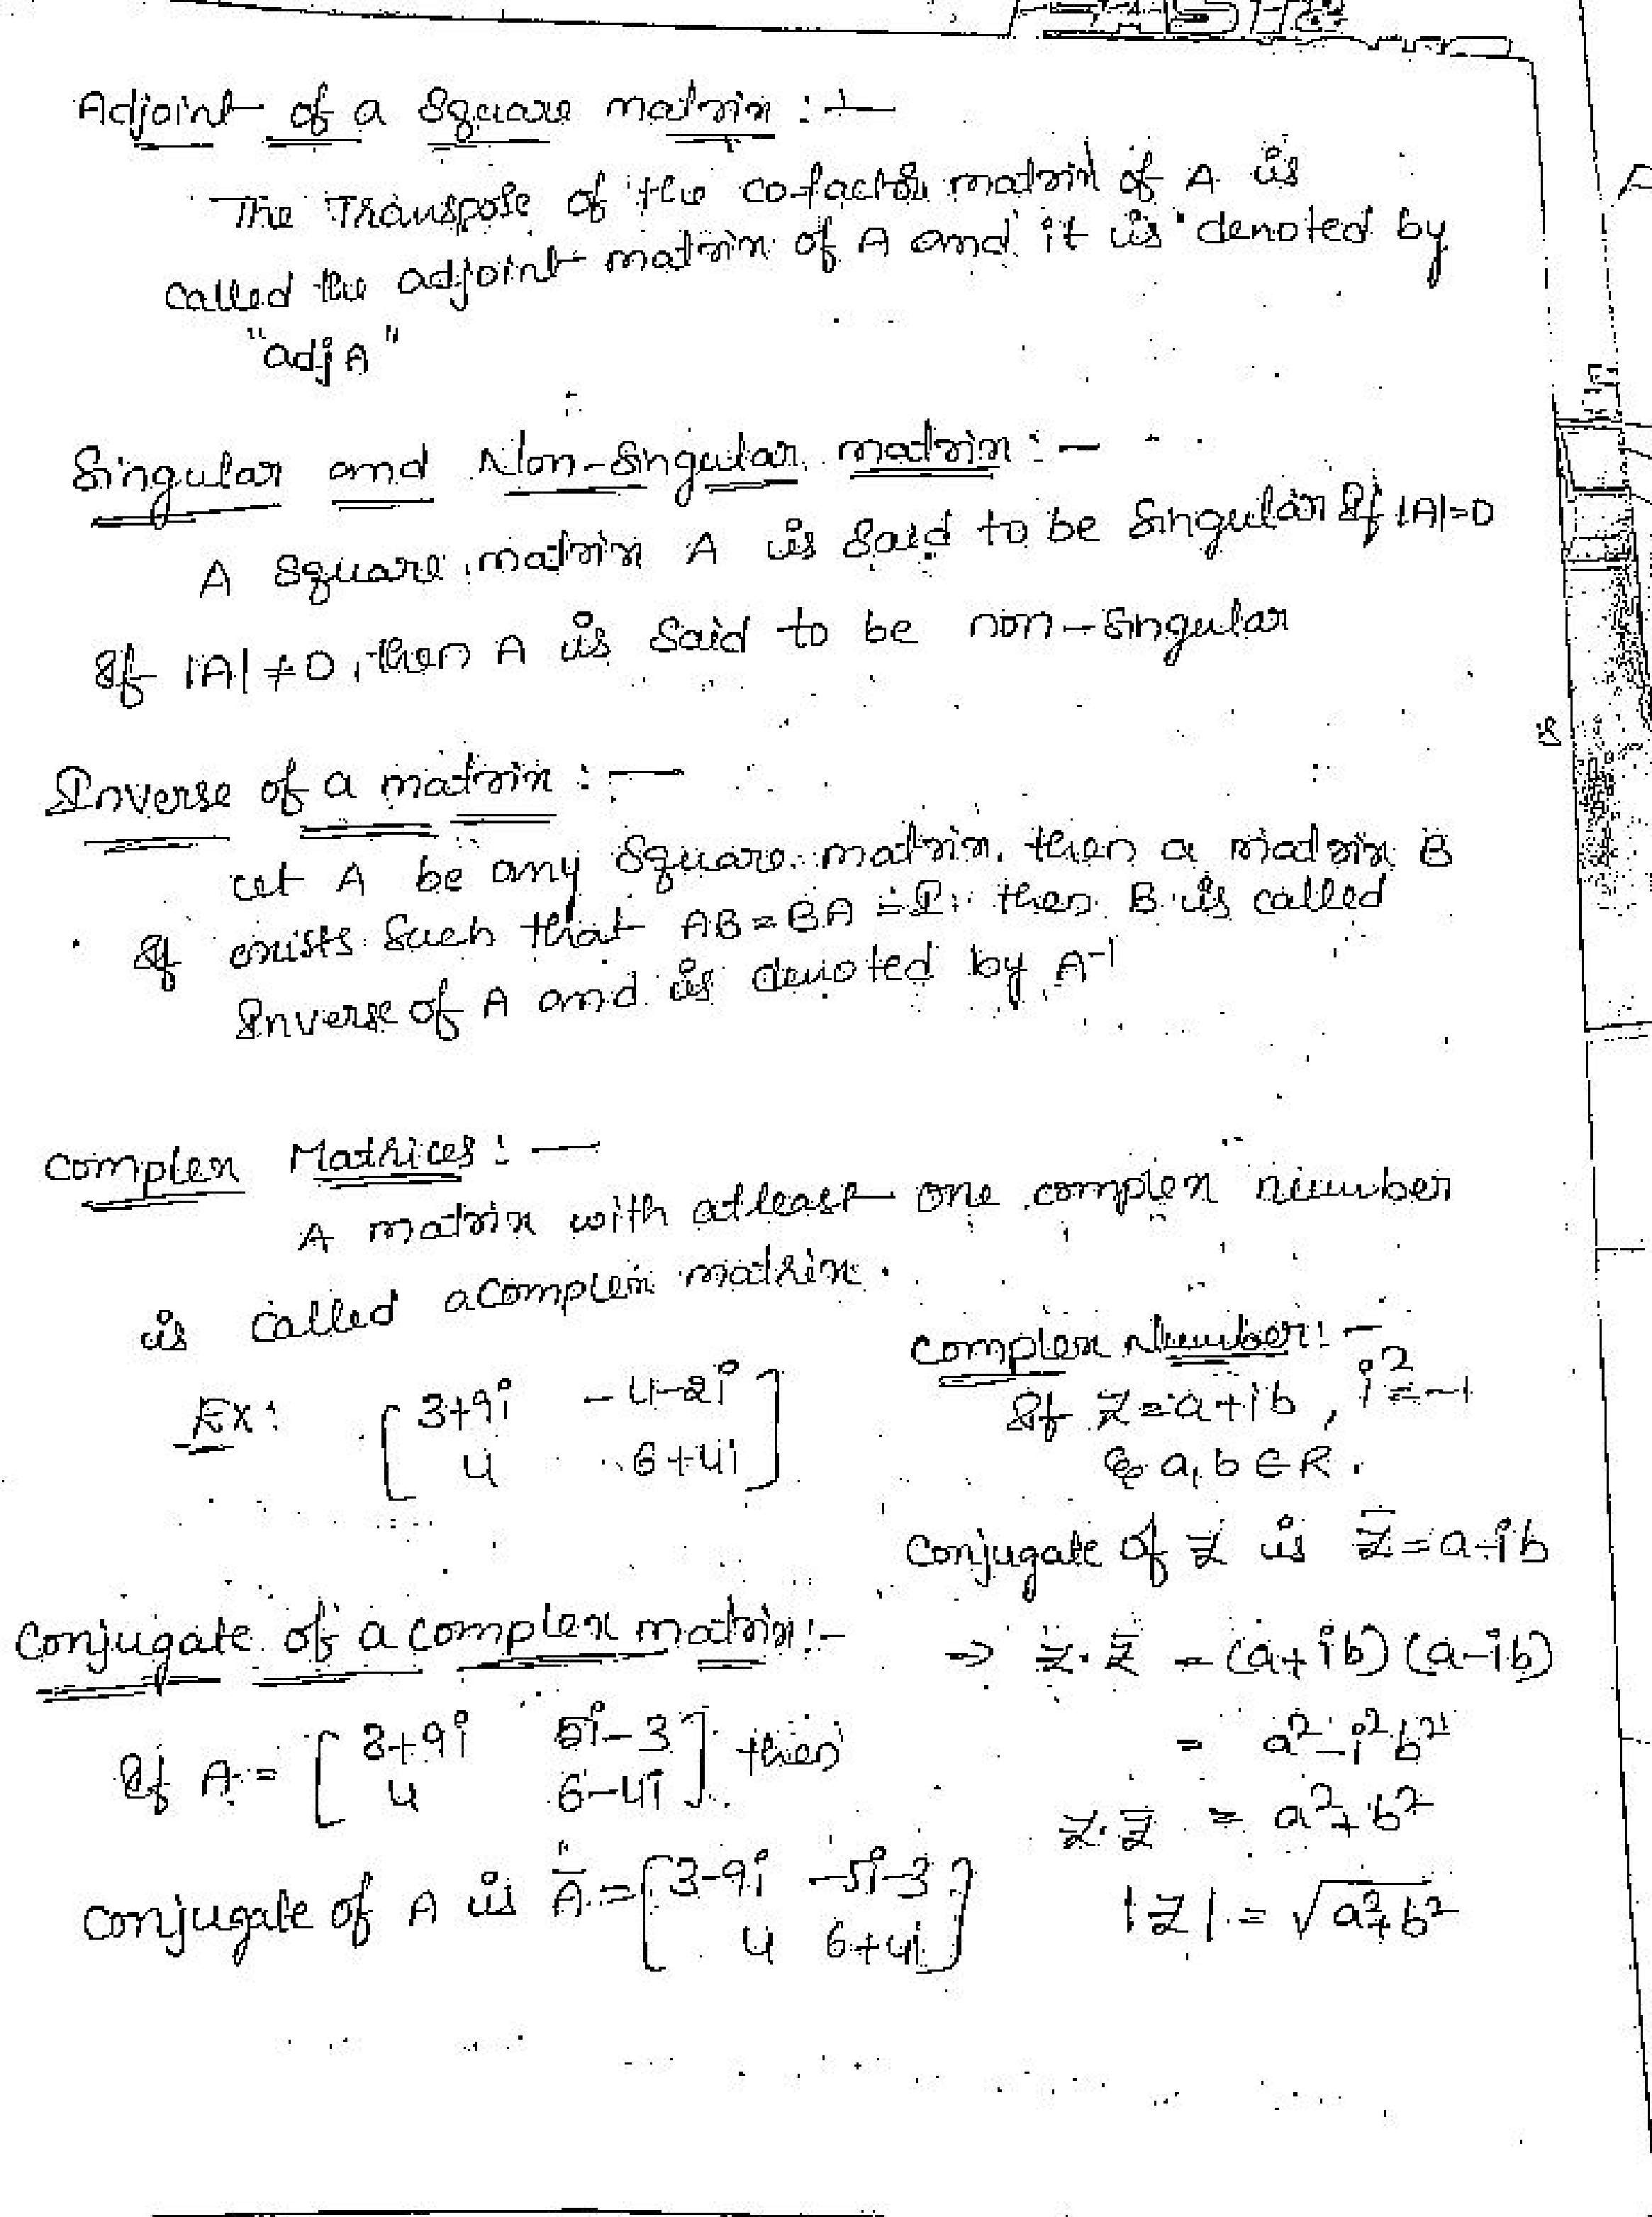 Adjoint of a Square matrix :-
The Transpose of the co-factor matrix of A is
called the adjoint matrix of A and it is denoted by
"adj A"
Singular and Non-Singular matrix :-
A Square matrix A is said to be Singular If |A|=0
If |A| ≠ 0, then A is said to be non-Singular
Inverse of a matrix :-
Let A be any Square matrix, then a matrix B
If exists such that AB = BA = I, then B is called
Inverse of A and is denoted by A⁻¹
Complex Matrices :-
A matrix with atleast one complex number
is called a complex matrix.
Ex: [ 3+9i -4-2i
4 6+4i ]
Complex Number :-
If z = a+ib, i² = -1
& a, b ∈ R.
Conjugate of z is z̄ = a-ib
⇒ z·z̄ = (a+ib)(a-ib)
= a² - i²b²
z·z̄ = a²+b²
|z| = √a²+b²
Conjugate of a complex matrix :-
If A = [ 3+9i 5i-3
4 6-4i ] then
Conjugate of A is Ā = [ 3-9i -5i-3
4 6+4i ]